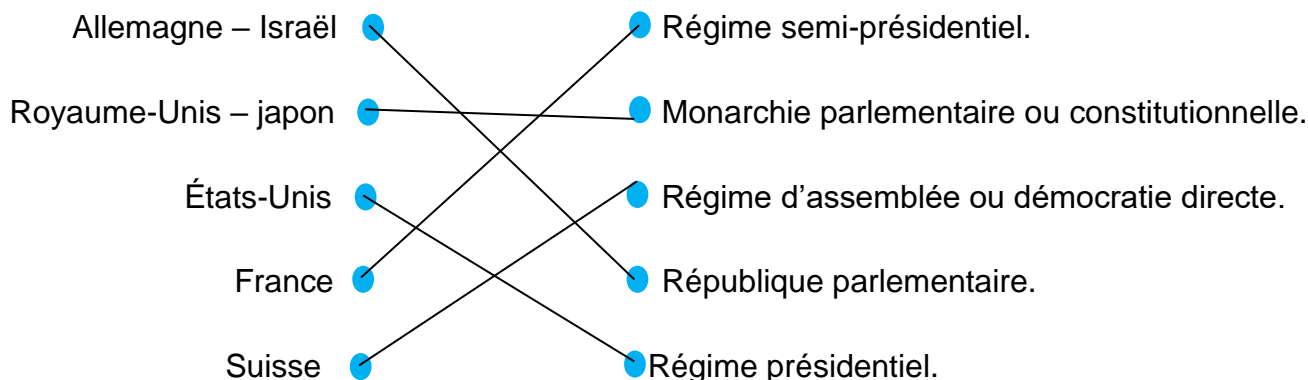 Allemagne – Israël Régime semi-présidentiel.
Royaume-Unis – japon Monarchie parlementaire ou constitutionnelle.
États-Unis Régime d’assemblée ou démocratie directe.
France République parlementaire.
Suisse Régime présidentiel.